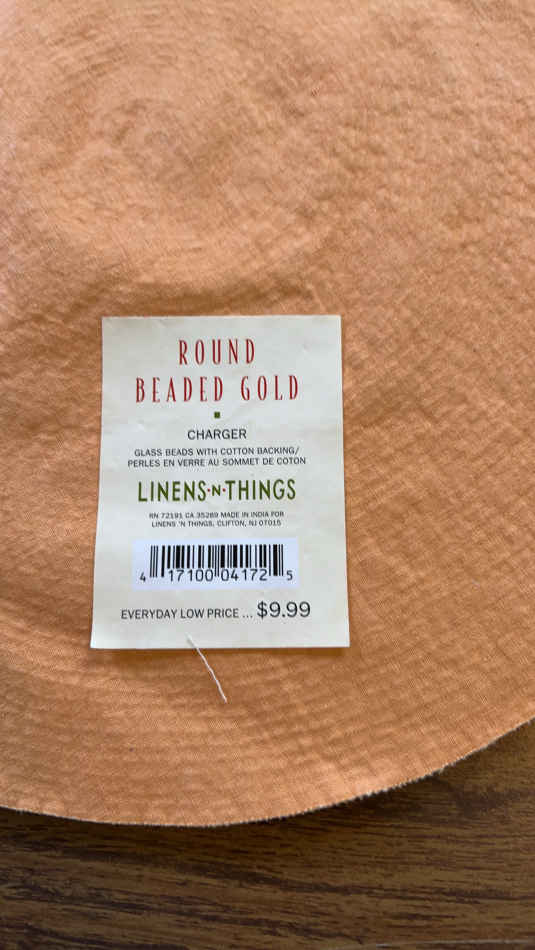 ROUND
BEADED GOLD
CHARGER
GLASS BEADS WITH COTTON BACKING/
PERLES EN VERRE AU SOMMET DE COTON
LINENS·N·THINGS
RN 72191 CA 35289 MADE IN INDIA FOR
LINENS 'N THINGS, CLIFTON, NJ 07015
4 17100 04172 5
EVERYDAY LOW PRICE ... $9.99